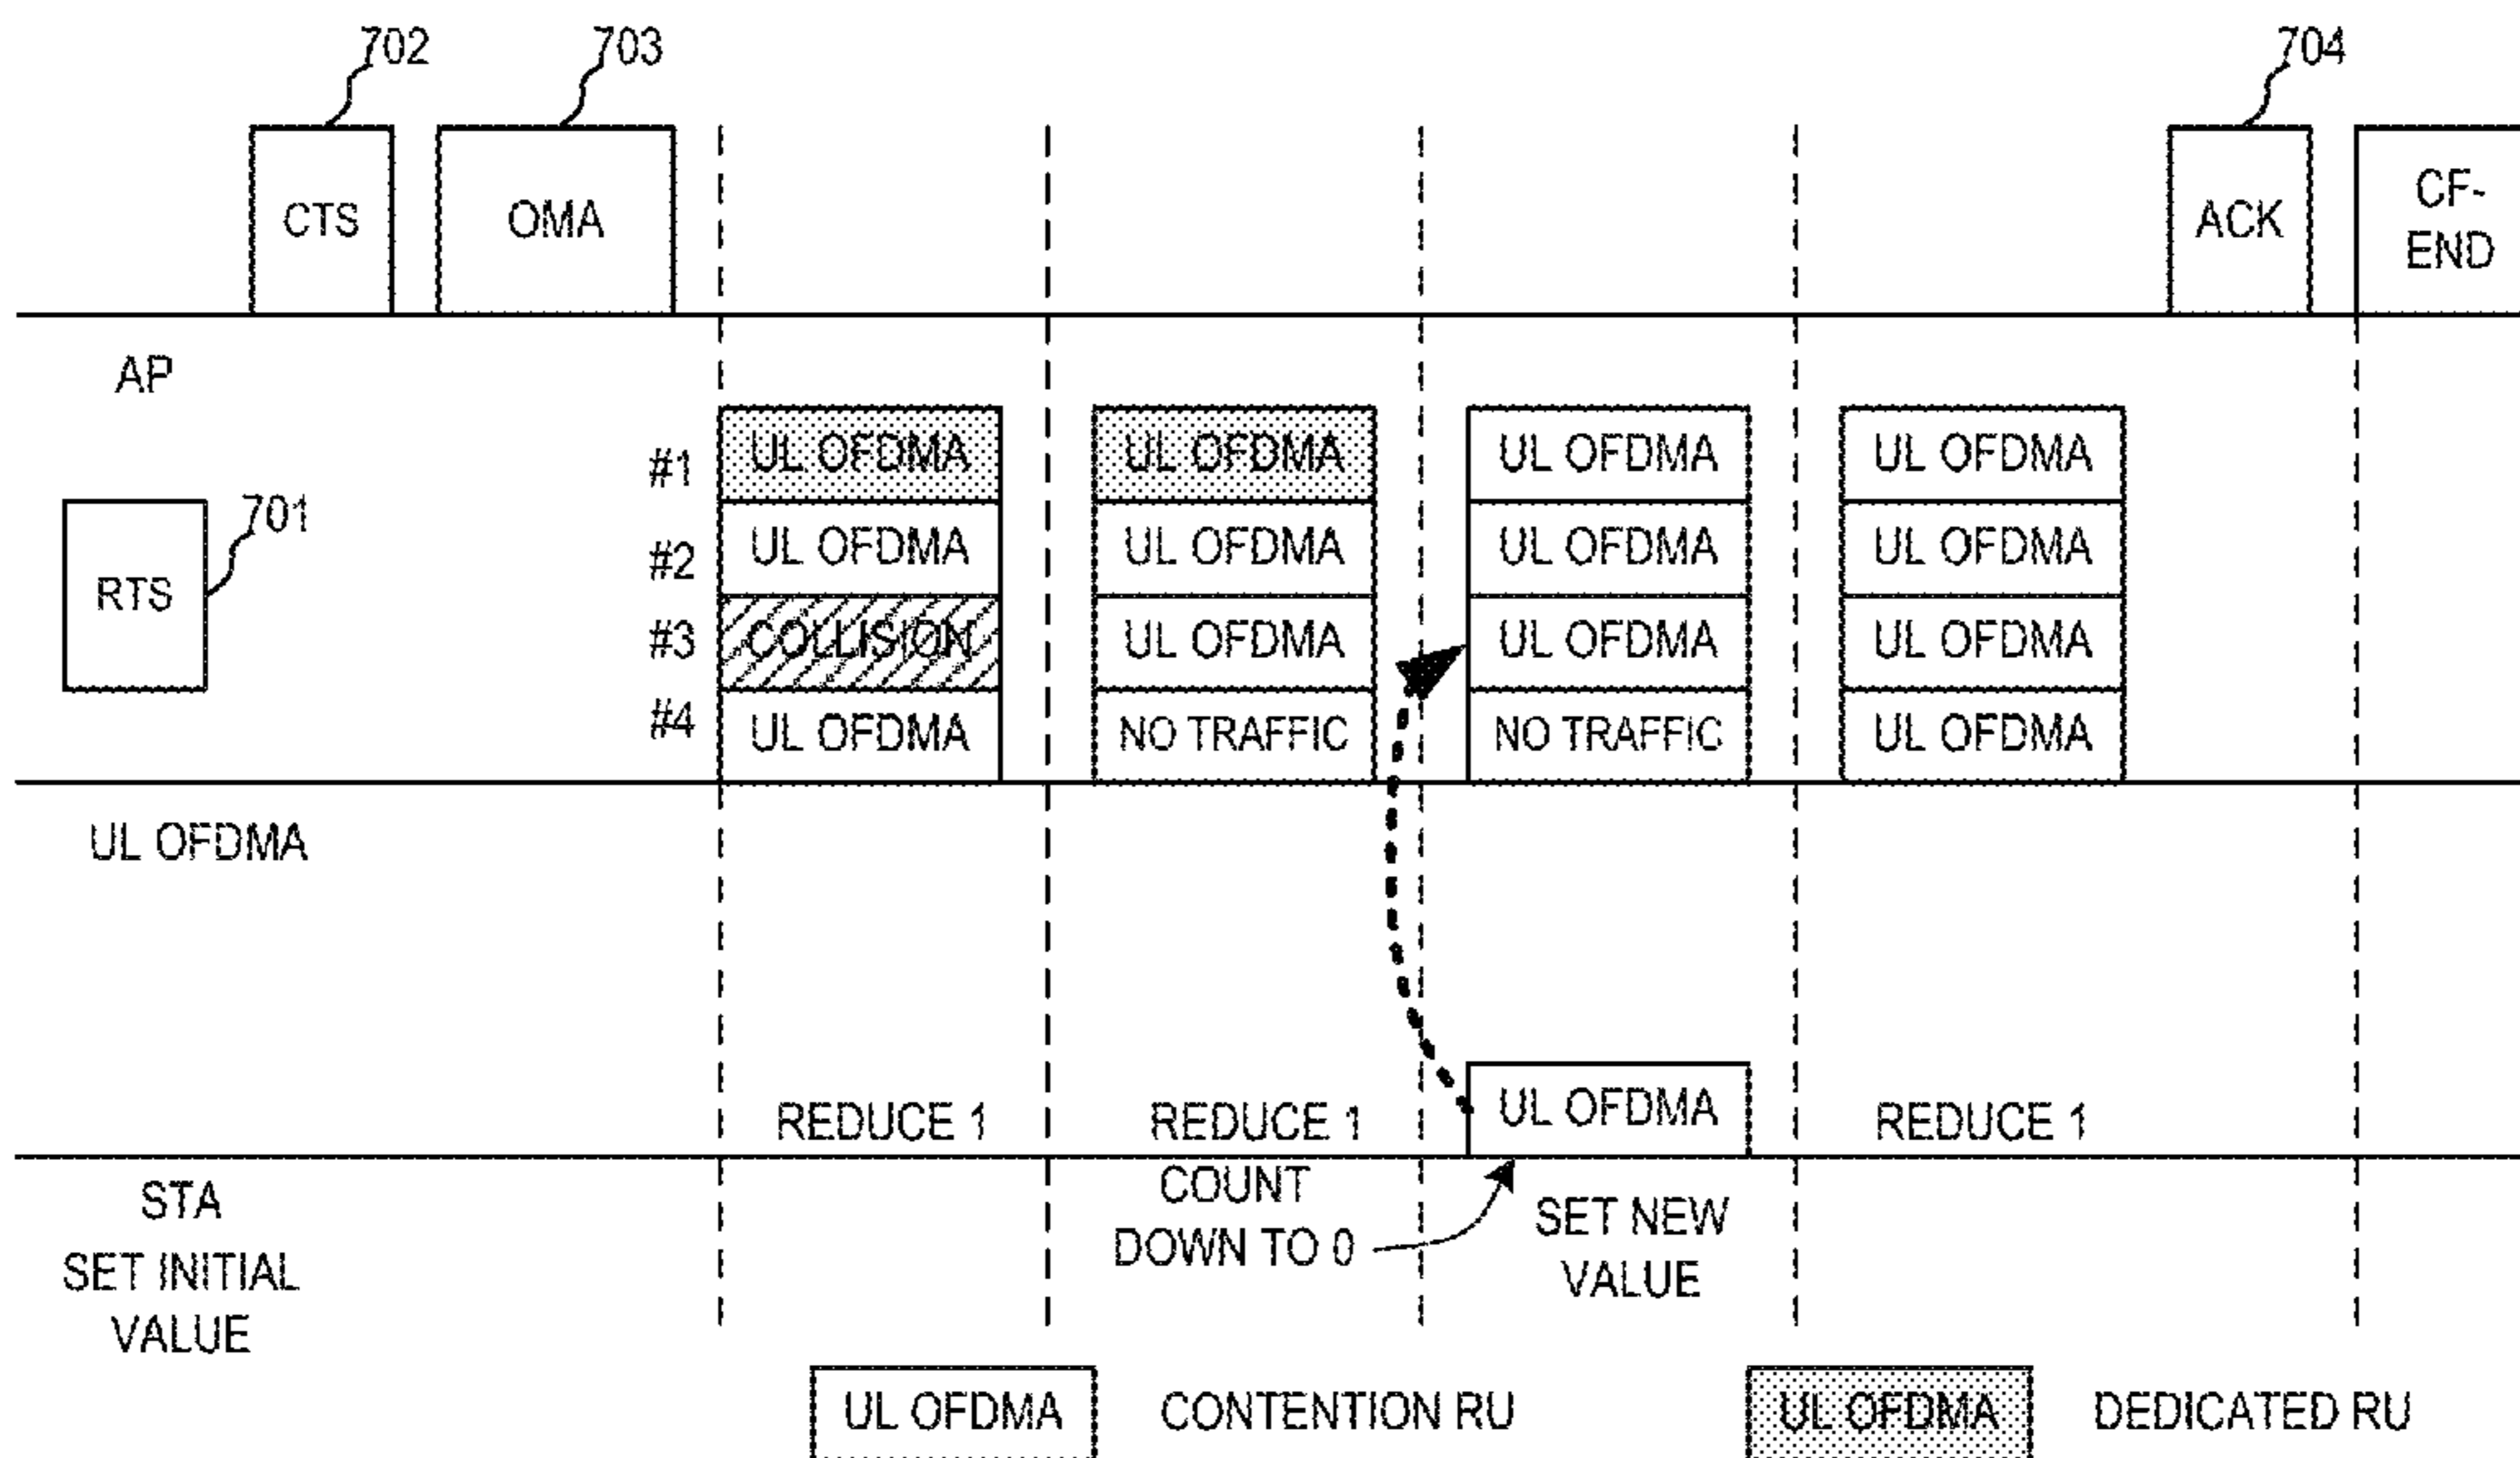 702
703
704
CTS
OMA
ACK
CF-
END
AP
#1
UL OFDMA
UL OFDMA
UL OFDMA
UL OFDMA
RTS
701
#2
UL OFDMA
UL OFDMA
UL OFDMA
UL OFDMA
#3
COLLISION
UL OFDMA
UL OFDMA
UL OFDMA
#4
UL OFDMA
NO TRAFFIC
NO TRAFFIC
UL OFDMA
UL OFDMA
REDUCE 1
REDUCE 1
UL OFDMA
REDUCE 1
STA
SET INITIAL
VALUE
COUNT
DOWN TO 0
SET NEW
VALUE
UL OFDMA
CONTENTION RU
UL OFDMA
DEDICATED RU